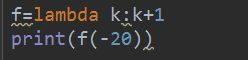 f=lambda k:k+1
print(f(-20))